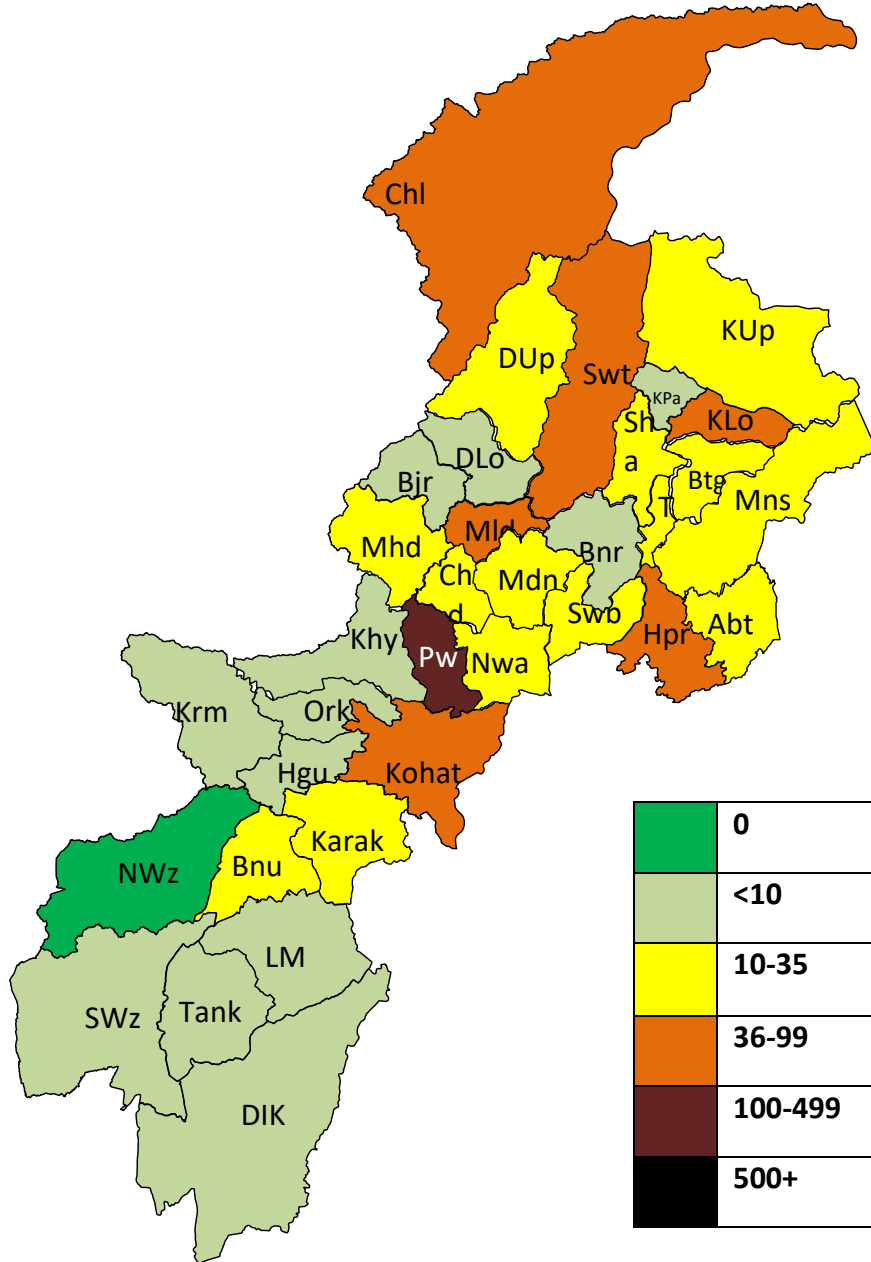 Chl
KUp
DUp
Swt
KPa
KLo
Sh
a
DLo
Bjr
Btg
Mns
T
Mld
Mhd
Bnr
Ch
d
Mdn
Swb
Abt
Hpr
Khy
Pw
Nwa
Krm
Ork
Hgu
Kohat
Karak
Bnu
NWz
LM
Tank
SWz
DIK
0
<10
10-35
36-99
100-499
500+